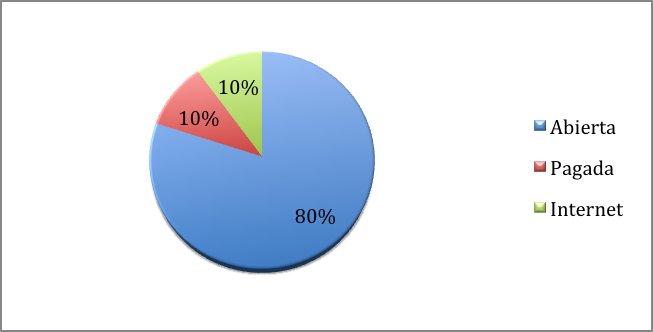 10%
10%
80%
Abierta
Pagada
Internet